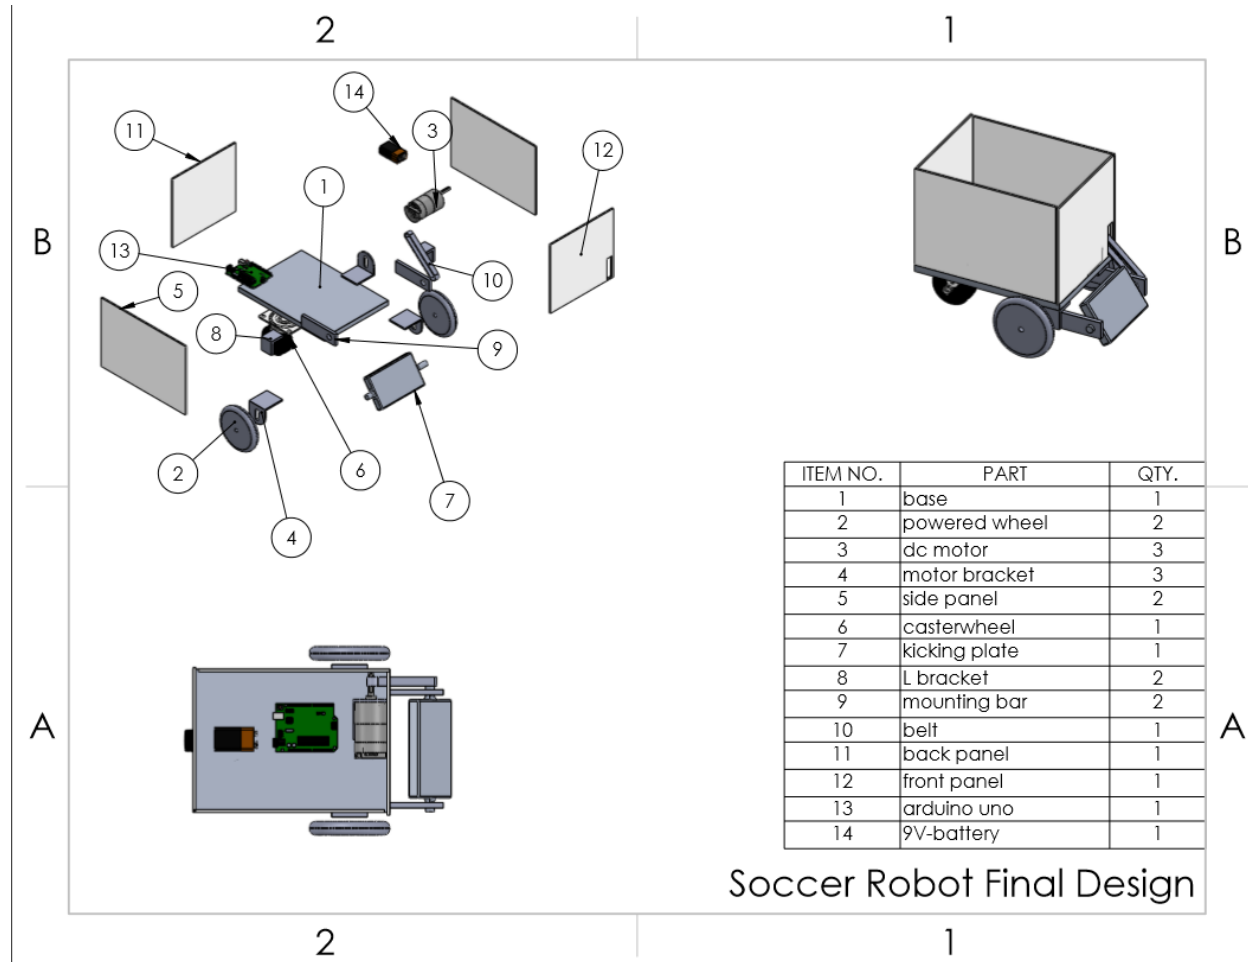 2 1
14
11
3
12
1
B B
13
10
5
8
9
2
6
7
4
ITEM NO. PART QTY.
1 base 1
2 powered wheel 2
3 dc motor 3
4 motor bracket 3
5 side panel 2
6 casterwheel 1
7 kicking plate 1
8 L bracket 2
9 mounting bar 2
10 belt 1
11 back panel 1
12 front panel 1
13 arduino uno 1
14 9V-battery 1
A A
Soccer Robot Final Design
2 1